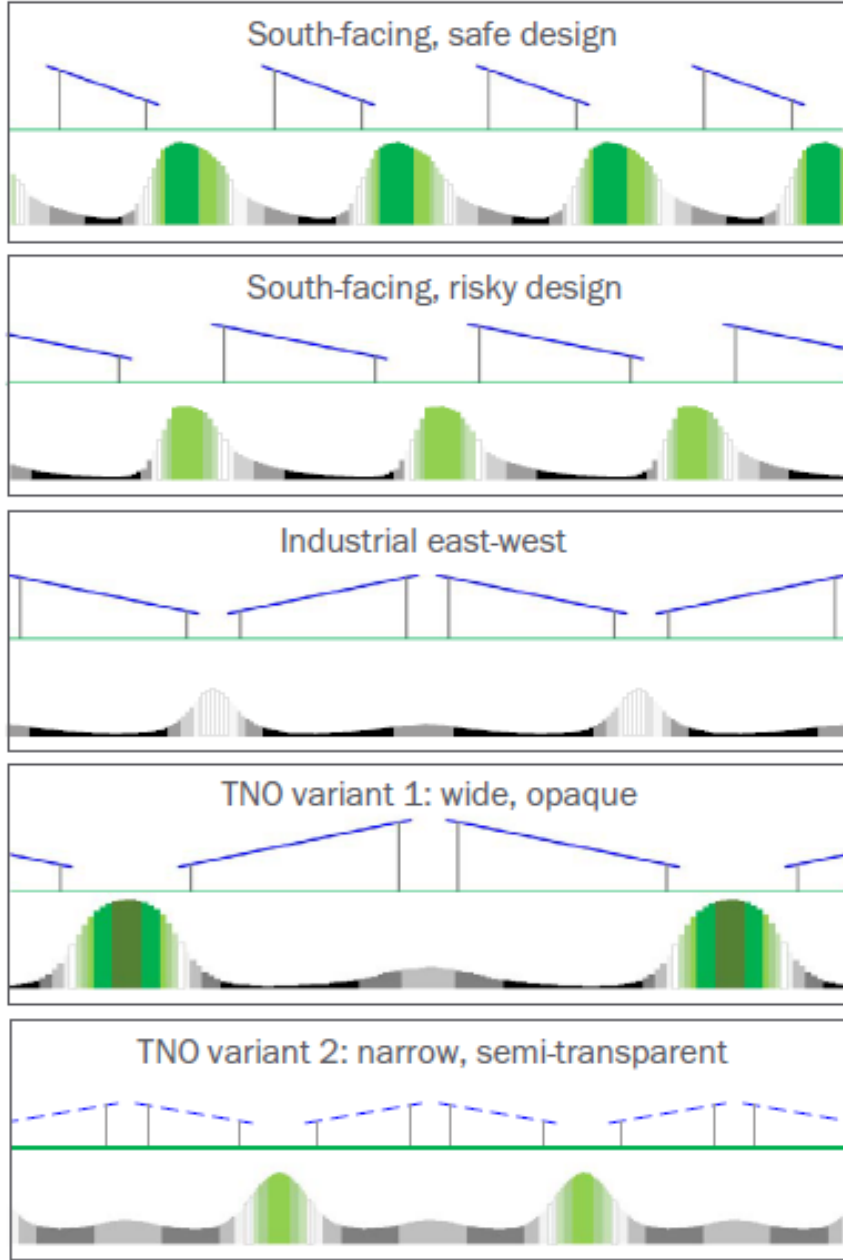 South-facing, safe design
South-facing, risky design
Industrial east-west
TNO variant 1: wide, opaque
TNO variant 2: narrow, semi-transparent